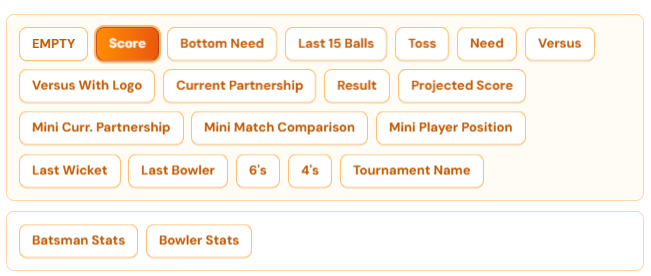 EMPTY Score Bottom Need Last 15 Balls Toss Need Versus
Versus With Logo Current Partnership Result Projected Score
Mini Curr. Partnership Mini Match Comparison Mini Player Position
Last Wicket Last Bowler 6's 4's Tournament Name
Batsman Stats Bowler Stats